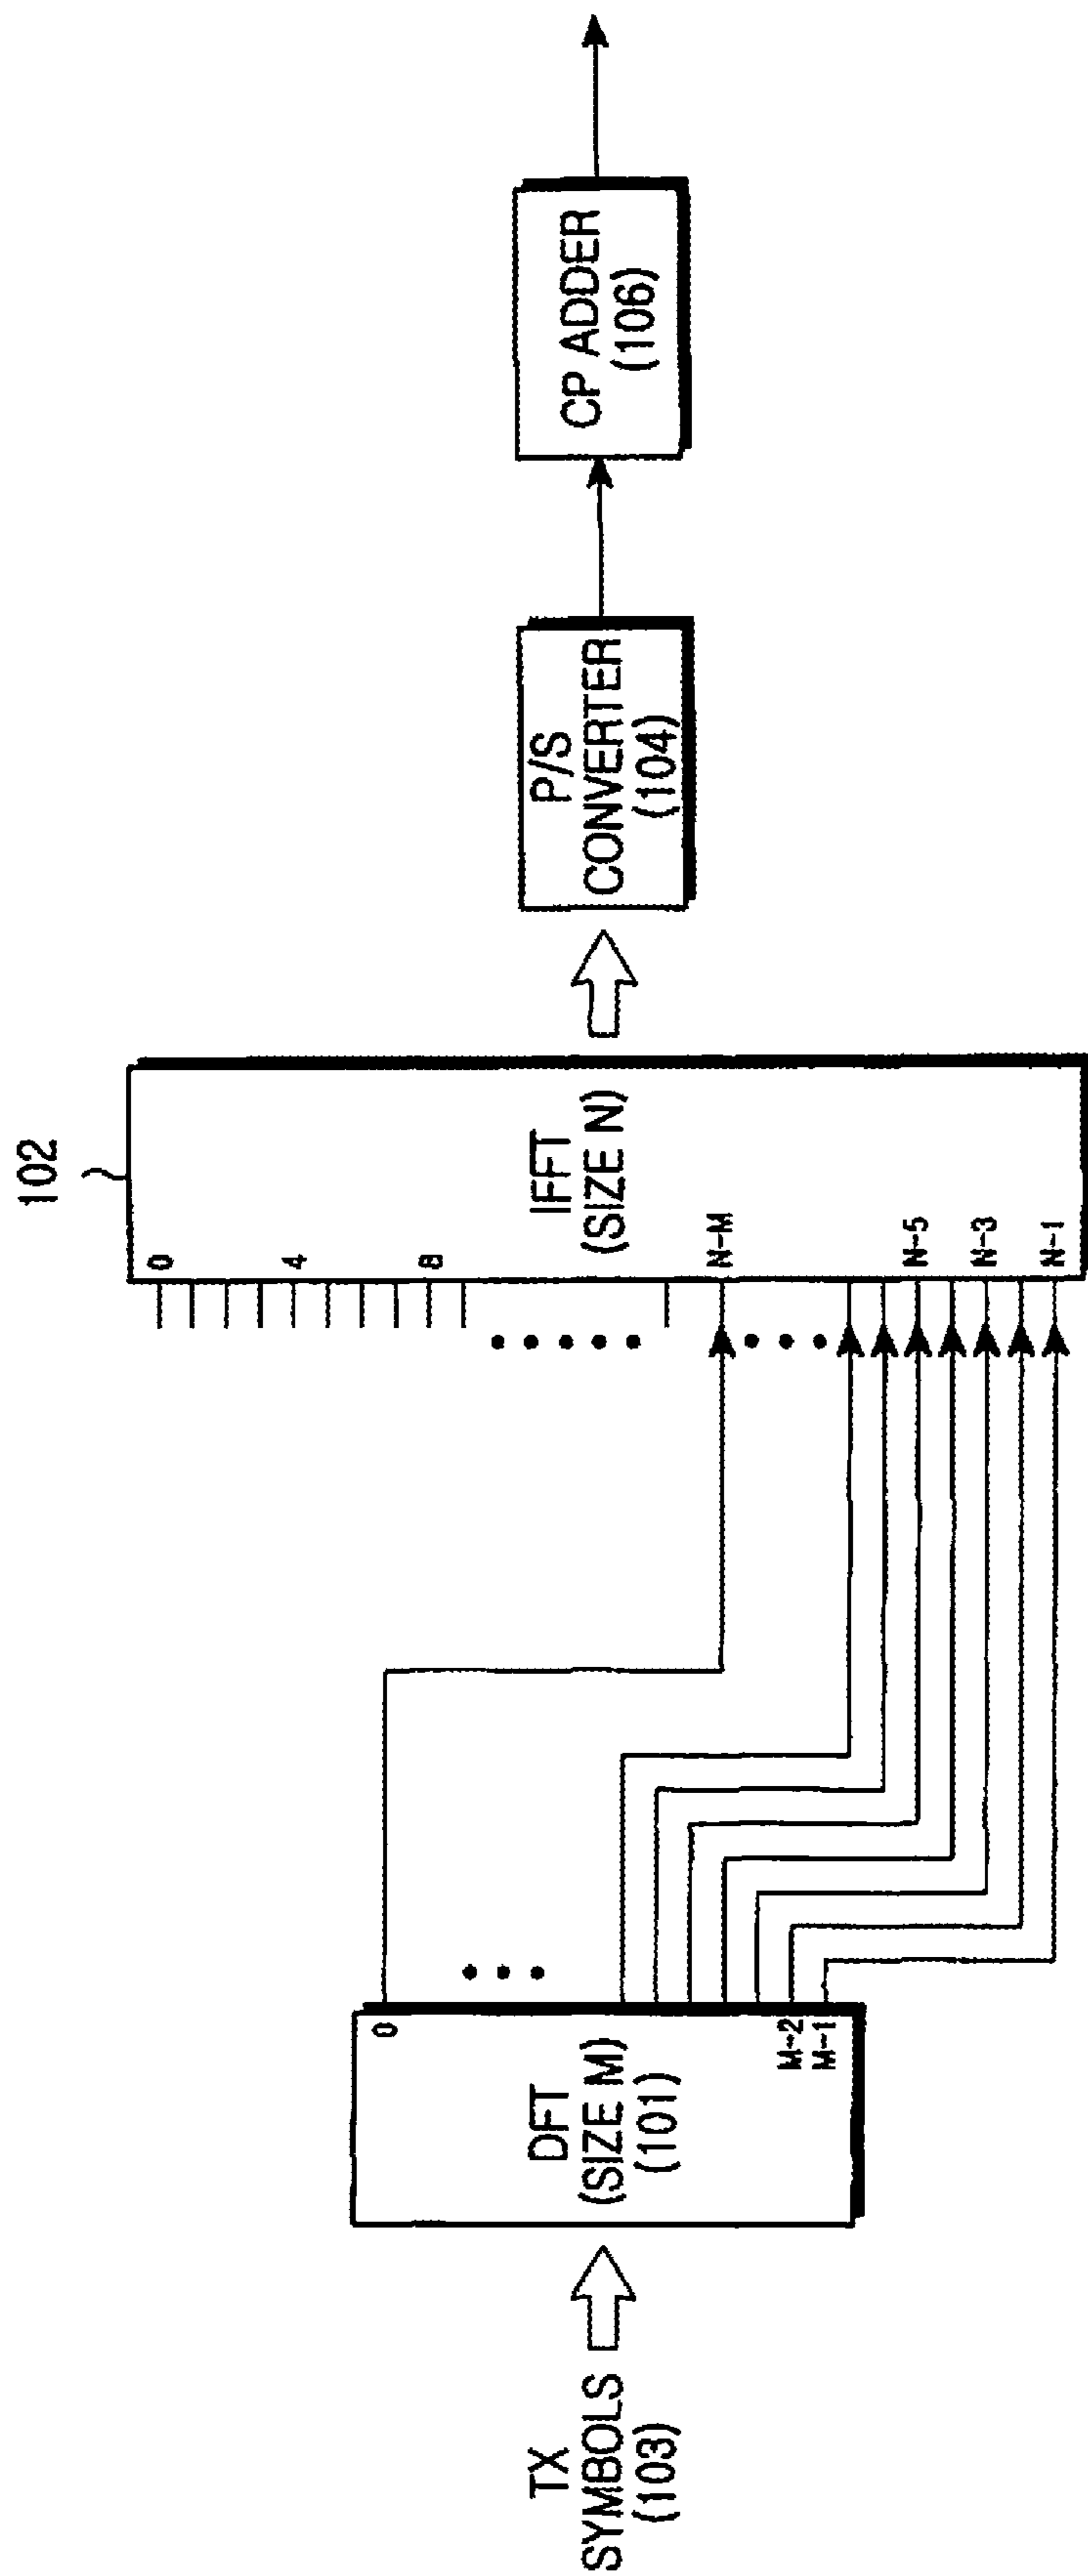 TX
SYMBOLS
(103)
DFT
(SIZE M)
(101)
0
M-2
M-1
102
IFFT
(SIZE N)
0
4
8
N-M
N-5
N-3
N-1
P/S
CONVERTER
(104)
CP ADDER
(106)